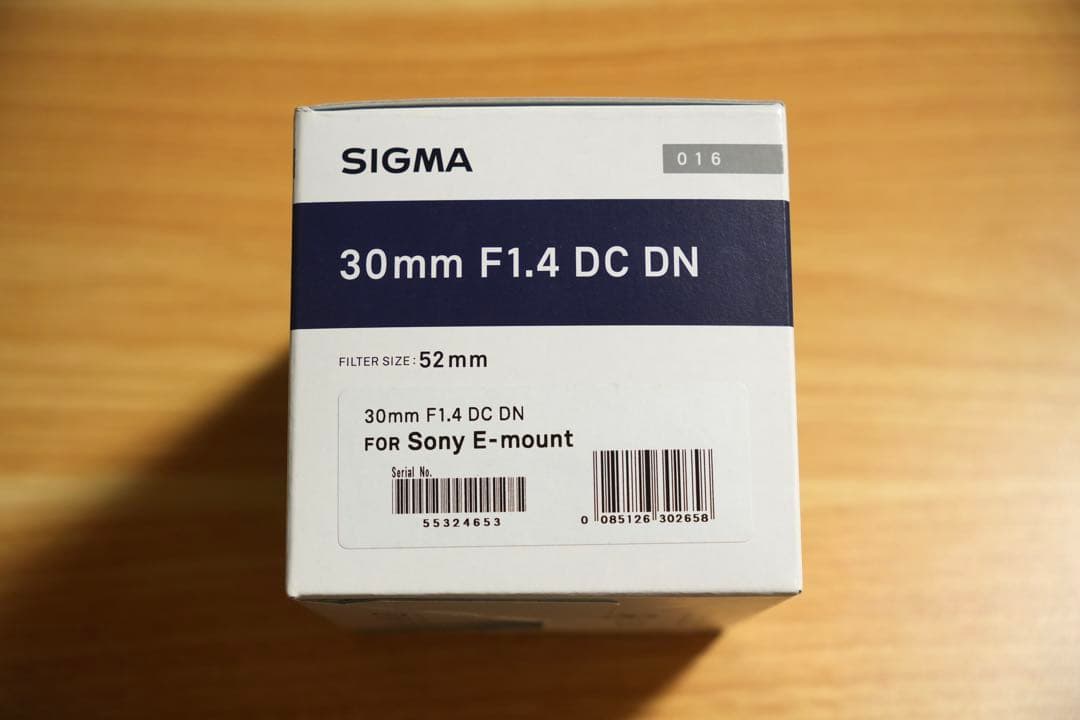 SIGMA
016
30mm F1.4 DC DN
FILTER SIZE: 52mm
30mm F1.4 DC DN
FOR Sony E-mount
Serial No.
55324653
0 085126 302658